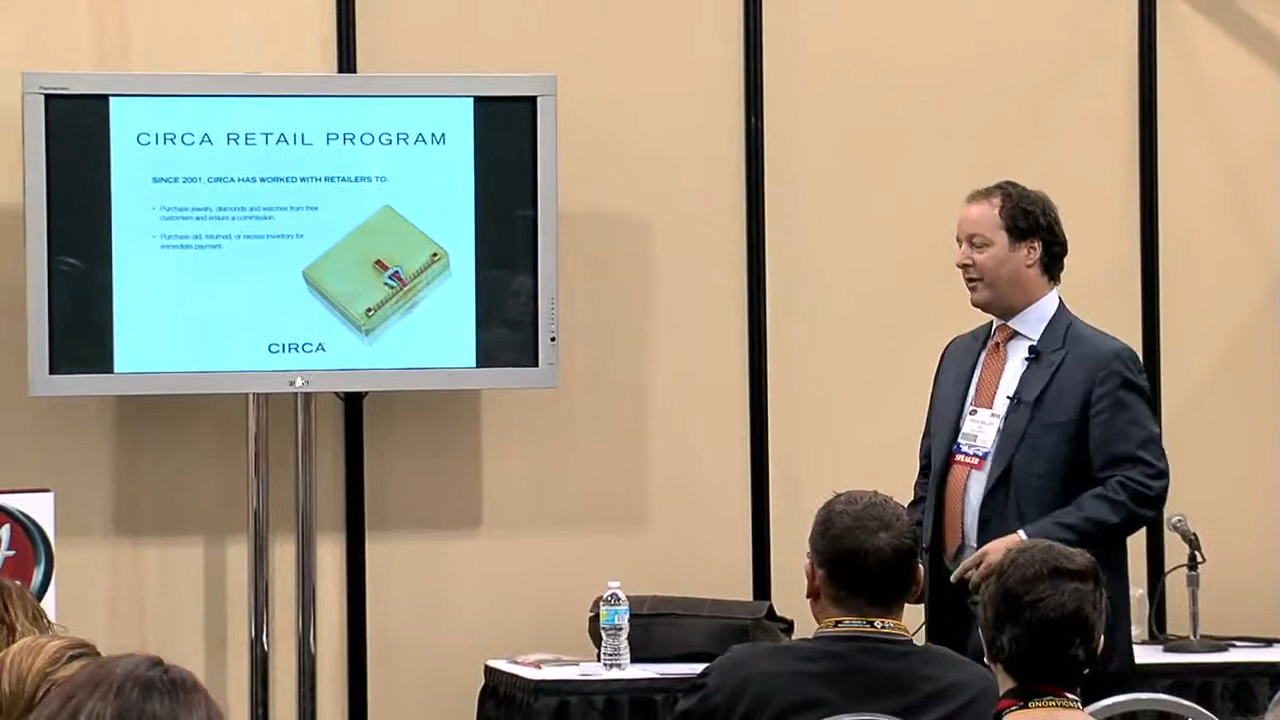 CIRCA RETAIL PROGRAM
SINCE 2001, CIRCA HAS WORKED WITH RETAILERS TO:
• Purchase jewelry, diamonds and watches from their
customers and ensure a commission.
• Purchase old, returned, or excess inventory for
immediate payment.
CIRCA
SPEAKER